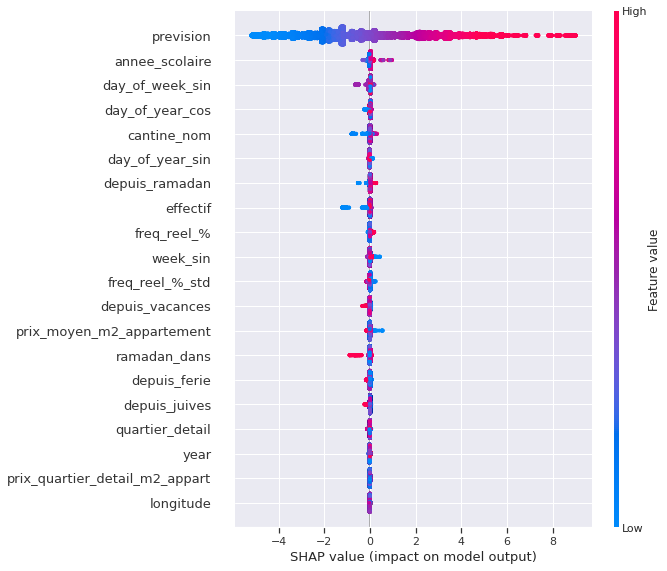 High
prevision
annee_scolaire
day_of_week_sin
day_of_year_cos
cantine_nom
day_of_year_sin
depuis_ramadan
effectif
freq_reel_%
week_sin
freq_reel_%_std
depuis_vacances
prix_moyen_m2_appartement
ramadan_dans
depuis_ferie
depuis_juives
quartier_detail
year
prix_quartier_detail_m2_appart
longitude
Feature value
Low
−4 −2 0 2 4 6 8
SHAP value (impact on model output)